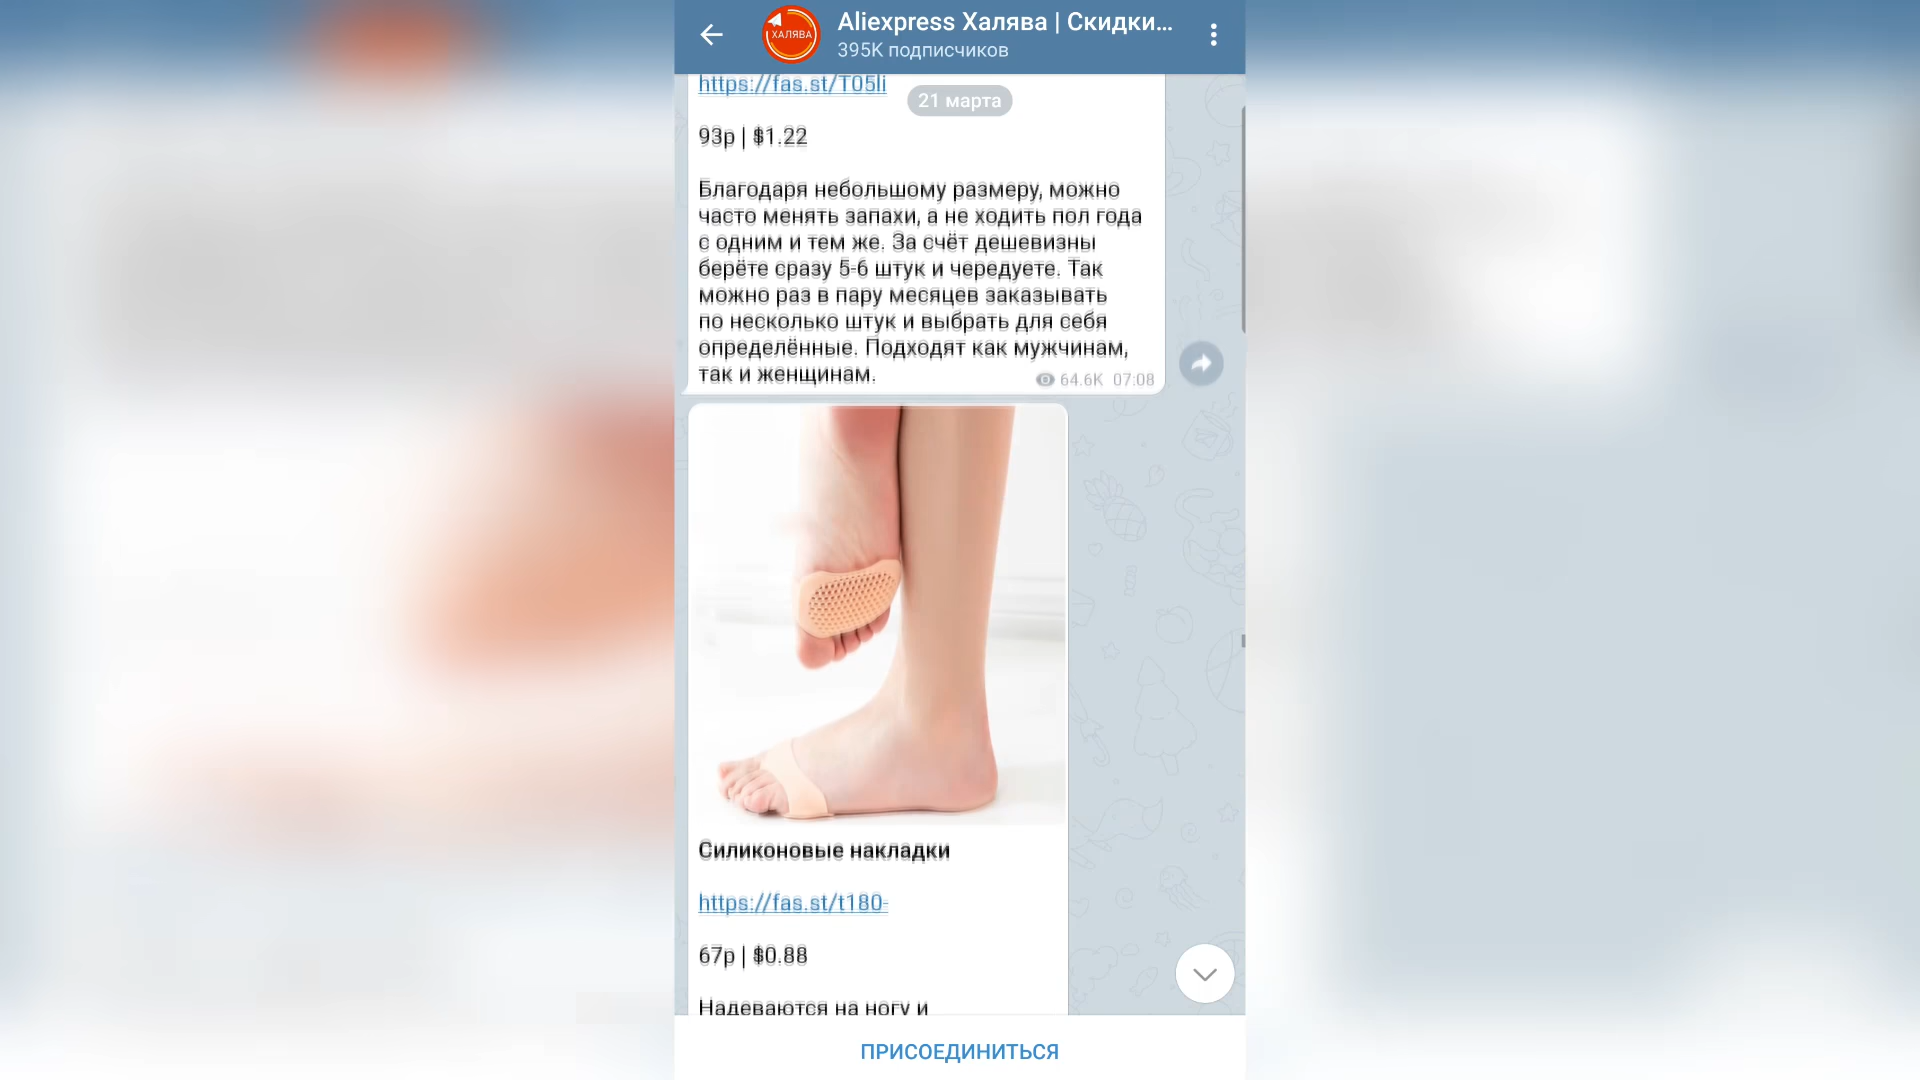 ХАЛЯВА
Aliexpress Халява | Скидки...
395K подписчиков
https://fas.st/T05li
21 марта
93р | $1.22
Благодаря небольшому размеру, можно
часто менять запахи, а не ходить пол года
с одним и тем же. За счёт дешевизны
берёте сразу 5-6 штук и чередуете. Так
можно раз в пару месяцев заказывать
по несколько штук и выбрать для себя
определённые. Подходят как мужчинам,
так и женщинам.
64.6K 07:08
Силиконовые накладки
https://fas.st/t180-
67р | $0.88
Надеваются на ногу и
ПРИСОЕДИНИТЬСЯ